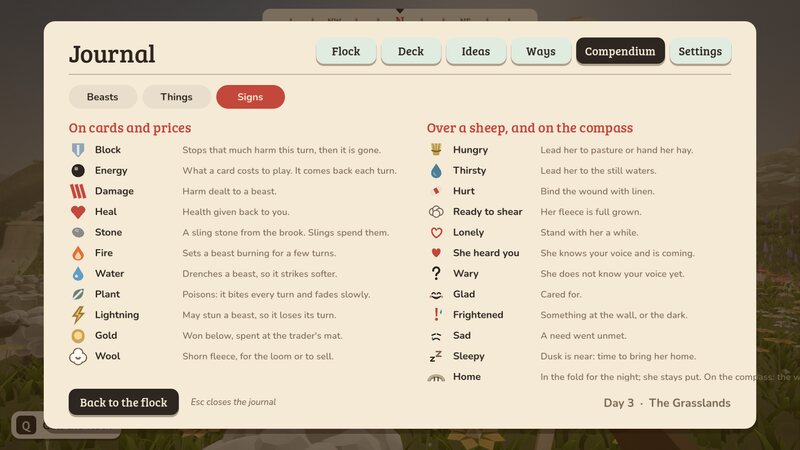 NW N NE
Journal
Flock
Deck
Ideas
Ways
Compendium
Settings
Beasts
Things
Signs
On cards and prices
Block Stops that much harm this turn, then it is gone.
Energy What a card costs to play. It comes back each turn.
Damage Harm dealt to a beast.
Heal Health given back to you.
Stone A sling stone from the brook. Slings spend them.
Fire Sets a beast burning for a few turns.
Water Drenches a beast, so it strikes softer.
Plant Poisons: it bites every turn and fades slowly.
Lightning May stun a beast, so it loses its turn.
Gold Won below, spent at the trader's mat.
Wool Shorn fleece, for the loom or to sell.
Over a sheep, and on the compass
Hungry Lead her to pasture or hand her hay.
Thirsty Lead her to the still waters.
Hurt Bind the wound with linen.
Ready to shear Her fleece is full grown.
Lonely Stand with her a while.
She heard you She knows your voice and is coming.
Wary She does not know your voice yet.
Glad Cared for.
Frightened Something at the wall, or the dark.
Sad A need went unmet.
Sleepy Dusk is near: time to bring her home.
Home In the fold for the night; she stays put. On the compass: the
Back to the flock
Esc closes the journal
Day 3 · The Grasslands
Q